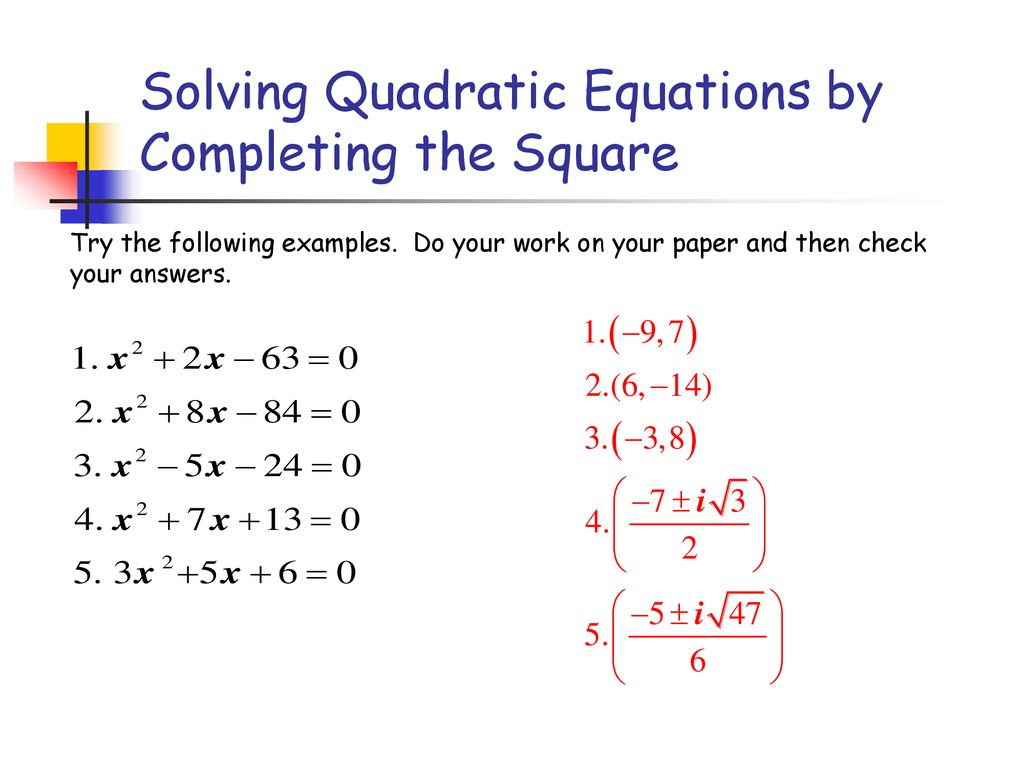 Solving Quadratic Equations by
Completing the Square
Try the following examples.  Do your work on your paper and then check
your answers.
1. x² + 2x − 63 = 0
2. x² + 8x − 84 = 0
3. x² − 5x − 24 = 0
4. x² + 7x + 13 = 0
5. 3x² + 5x + 6 = 0
1. (−9, 7)
2. (6, −14)
3. (−3, 8)
4. ((−7 ± i√3) / 2)
5. ((−5 ± i√47) / 6)